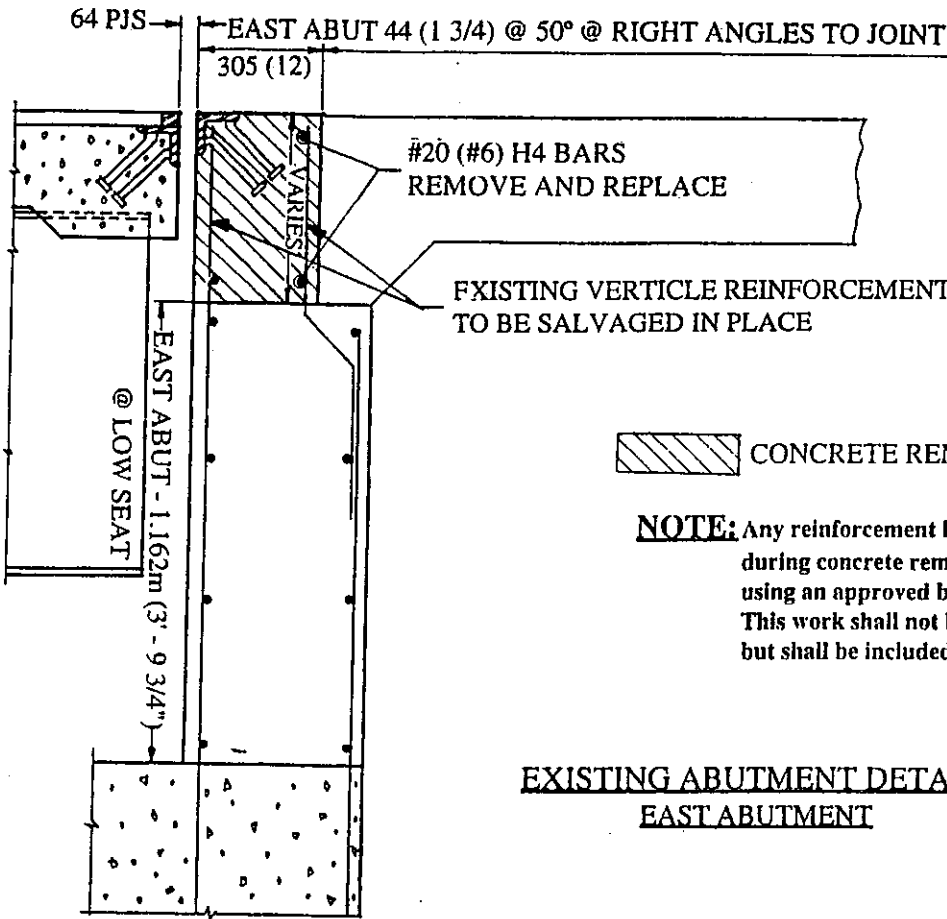 64 PJS
EAST ABUT 44 (1 3/4) @ 50° @ RIGHT ANGLES TO JOINT
305 (12)
#20 (#6) H4 BARS
REMOVE AND REPLACE
VARIES
FXISTING VERTICLE REINFORCEMENT
TO BE SALVAGED IN PLACE
EAST ABUT - 1.162m (3' - 9 3/4")
@ LOW SEAT
CONCRETE REM
NOTE: Any reinforcement
during concrete rem
using an approved b
This work shall not
but shall be included
EXISTING ABUTMENT DETA
EAST ABUTMENT